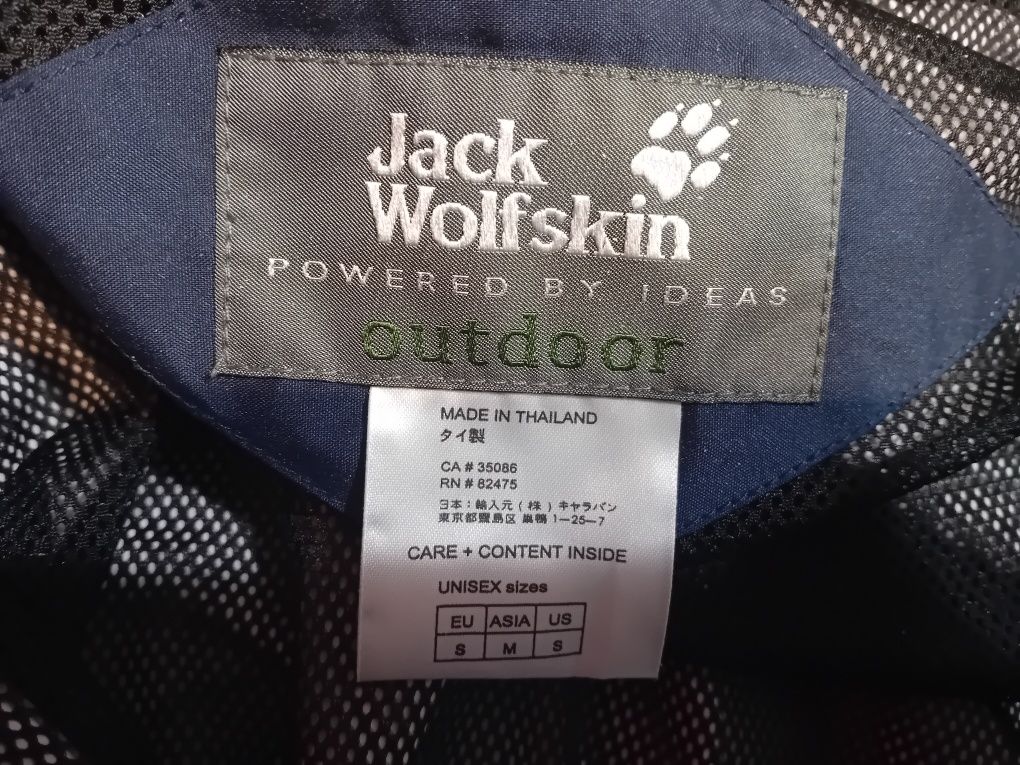 Jack
Wolfskin
POWERED BY IDEAS
outdoor
MADE IN THAILAND
タイ製
CA # 35086
RN # 82475
日本：輸入元 ( 株 ) キャラバン
東京都豊島区 巣鴨 1-25-7
CARE + CONTENT INSIDE
UNISEX sizes
EU ASIA US
S M S